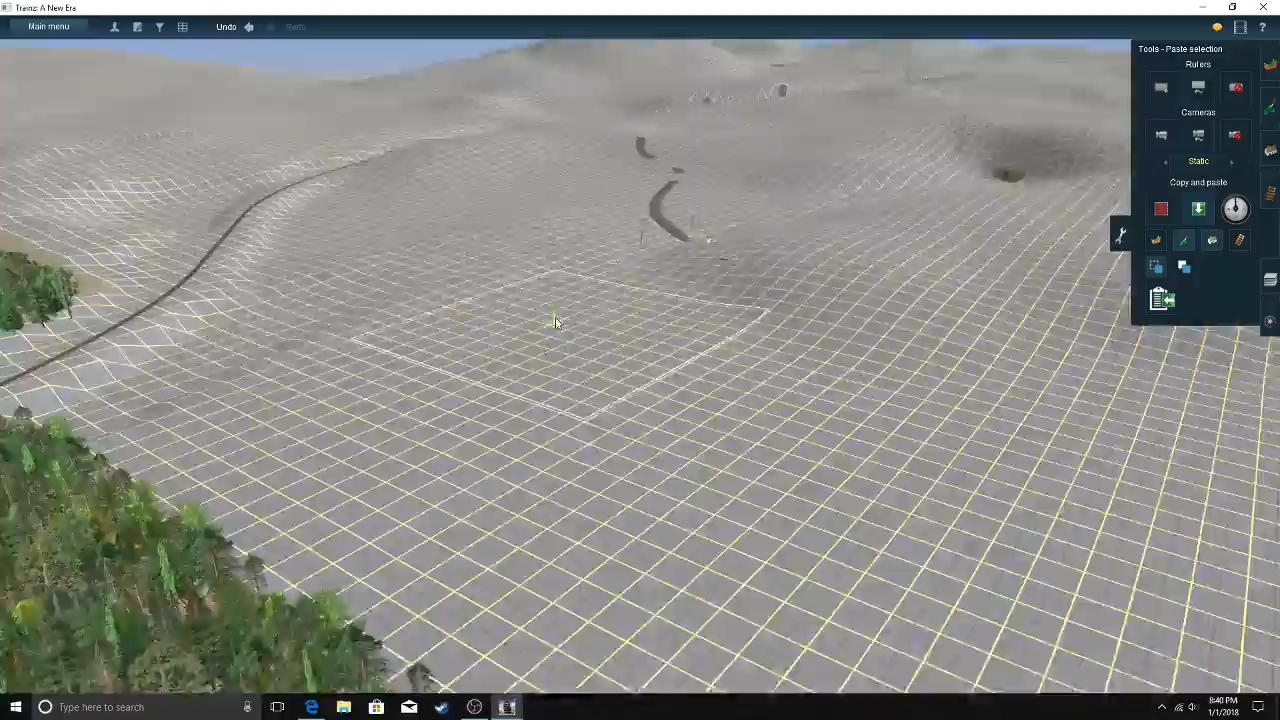 Trainz: A New Era
Main menu
Undo
Redo
Tools - Paste selection
Rulers
Cameras
Static
Copy and paste
Type here to search
8:40 PM
1/1/2018